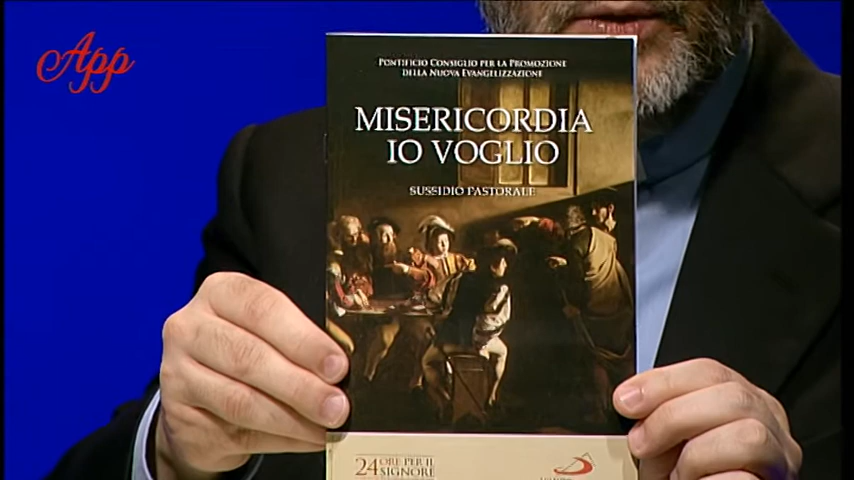 App
Pontificio Consiglio per la Promozione
della Nuova Evangelizzazione
MISERICORDIA
IO VOGLIO
SUSSIDIO PASTORALE
24 ORE PER IL
SIGNORE